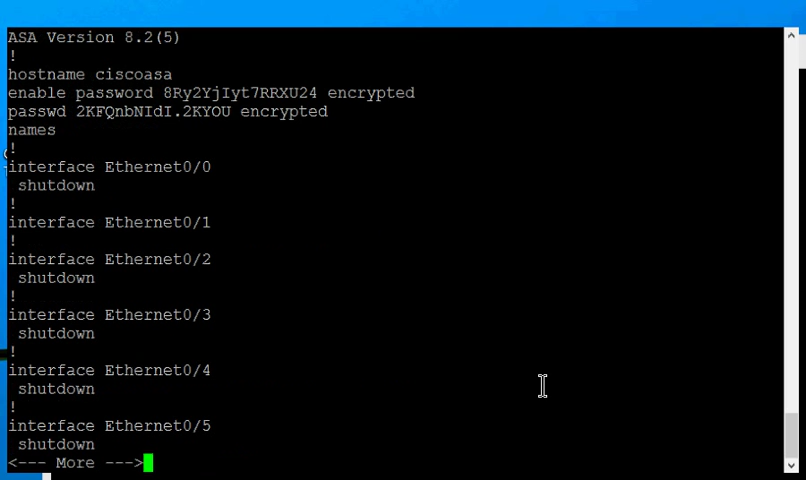 ASA Version 8.2(5)
!
hostname ciscoasa
enable password 8Ry2YjIyt7RRXU24 encrypted
passwd 2KFQnbNIdI.2KYOU encrypted
names
!
interface Ethernet0/0
 shutdown
!
interface Ethernet0/1
!
interface Ethernet0/2
 shutdown
!
interface Ethernet0/3
 shutdown
!
interface Ethernet0/4
 shutdown
!
interface Ethernet0/5
 shutdown
<--- More --->